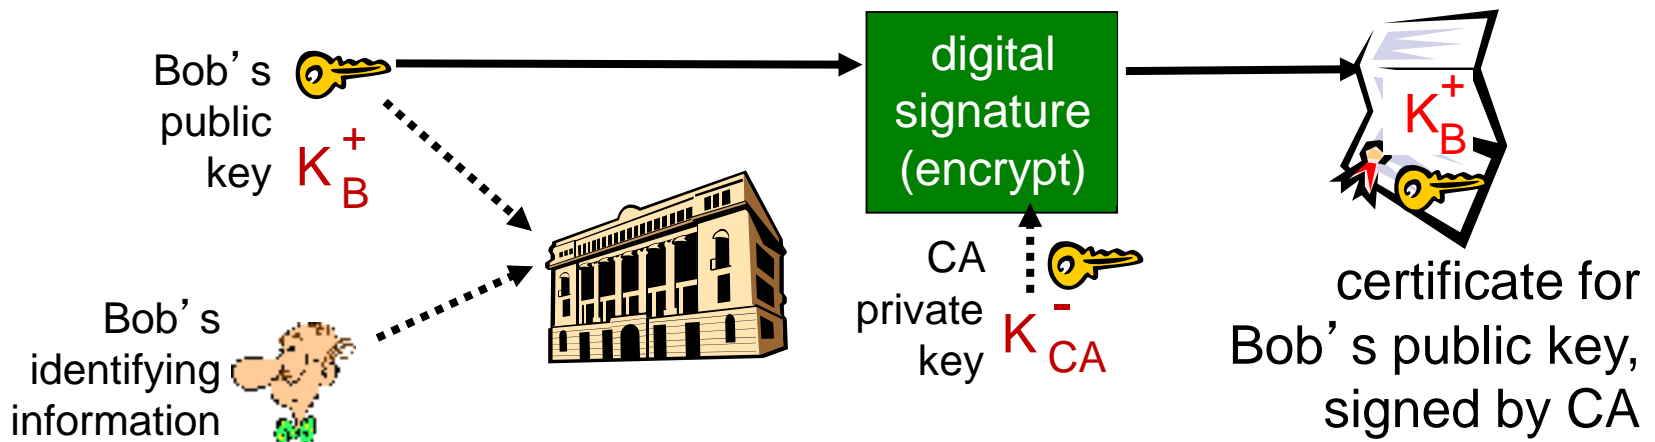 Bob’s
public
key
K+B
digital
signature
(encrypt)
K+B
CA
private
key
K-CA
certificate for
Bob’s public key,
signed by CA
Bob’s
identifying
information